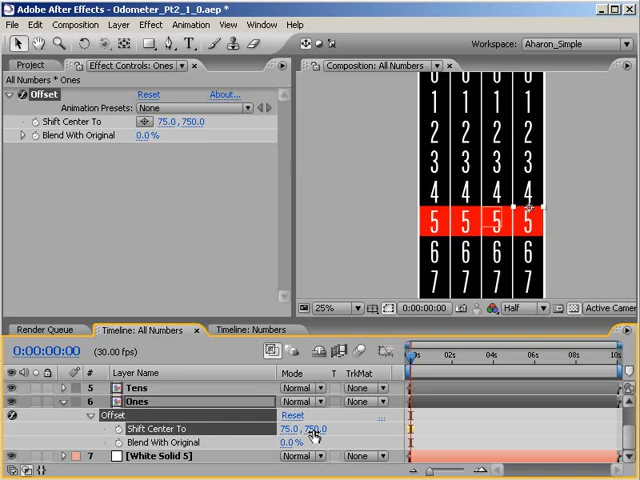 Adobe After Effects - Odometer_Pt2_1_0.aep *
File Edit Composition Layer Effect Animation View Window Help
Workspace: Aharon_Simple
Project Effect Controls: Ones
Composition: All Numbers
All Numbers * Ones
Offset Reset About...
Animation Presets: None
Shift Center To 75.0, 750.0
Blend With Original 0.0 %
0 0 0 0
1 1 1 1
2 2 2 2
3 3 3 3
4 4 4 4
5 5 5 5
6 6 6 6
7 7 7 7
25% 0:00:00:00 Half Active Camer
Render Queue Timeline: All Numbers Timeline: Numbers
0:00:00:00 (30.00 fps)
02s 04s 06s 08s 10s
# Layer Name Mode T TrkMat
5 Tens Normal None
6 Ones Normal None
Offset Reset ...
Shift Center To 75.0, 750.0
Blend With Original 0.0 %
7 [White Solid 5] Normal None